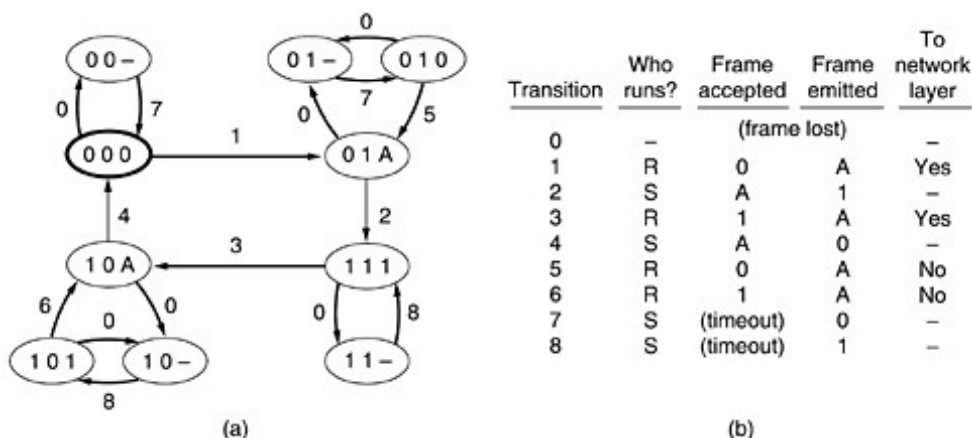 0 0 –
0
7
0 0 0
1
0
0 1 –
0 1 0
7
0
5
0 1 A
4
2
3
1 0 A
1 1 1
6
0
0
0
8
1 0 1
1 0 –
1 1 –
8
(a)
Transition Who runs? Frame accepted Frame emitted To network layer
0 – (frame lost) –
1 R 0 A Yes
2 S A 1 –
3 R 1 A Yes
4 S A 0 –
5 R 0 A No
6 R 1 A No
7 S (timeout) 0 –
8 S (timeout) 1 –
(b)